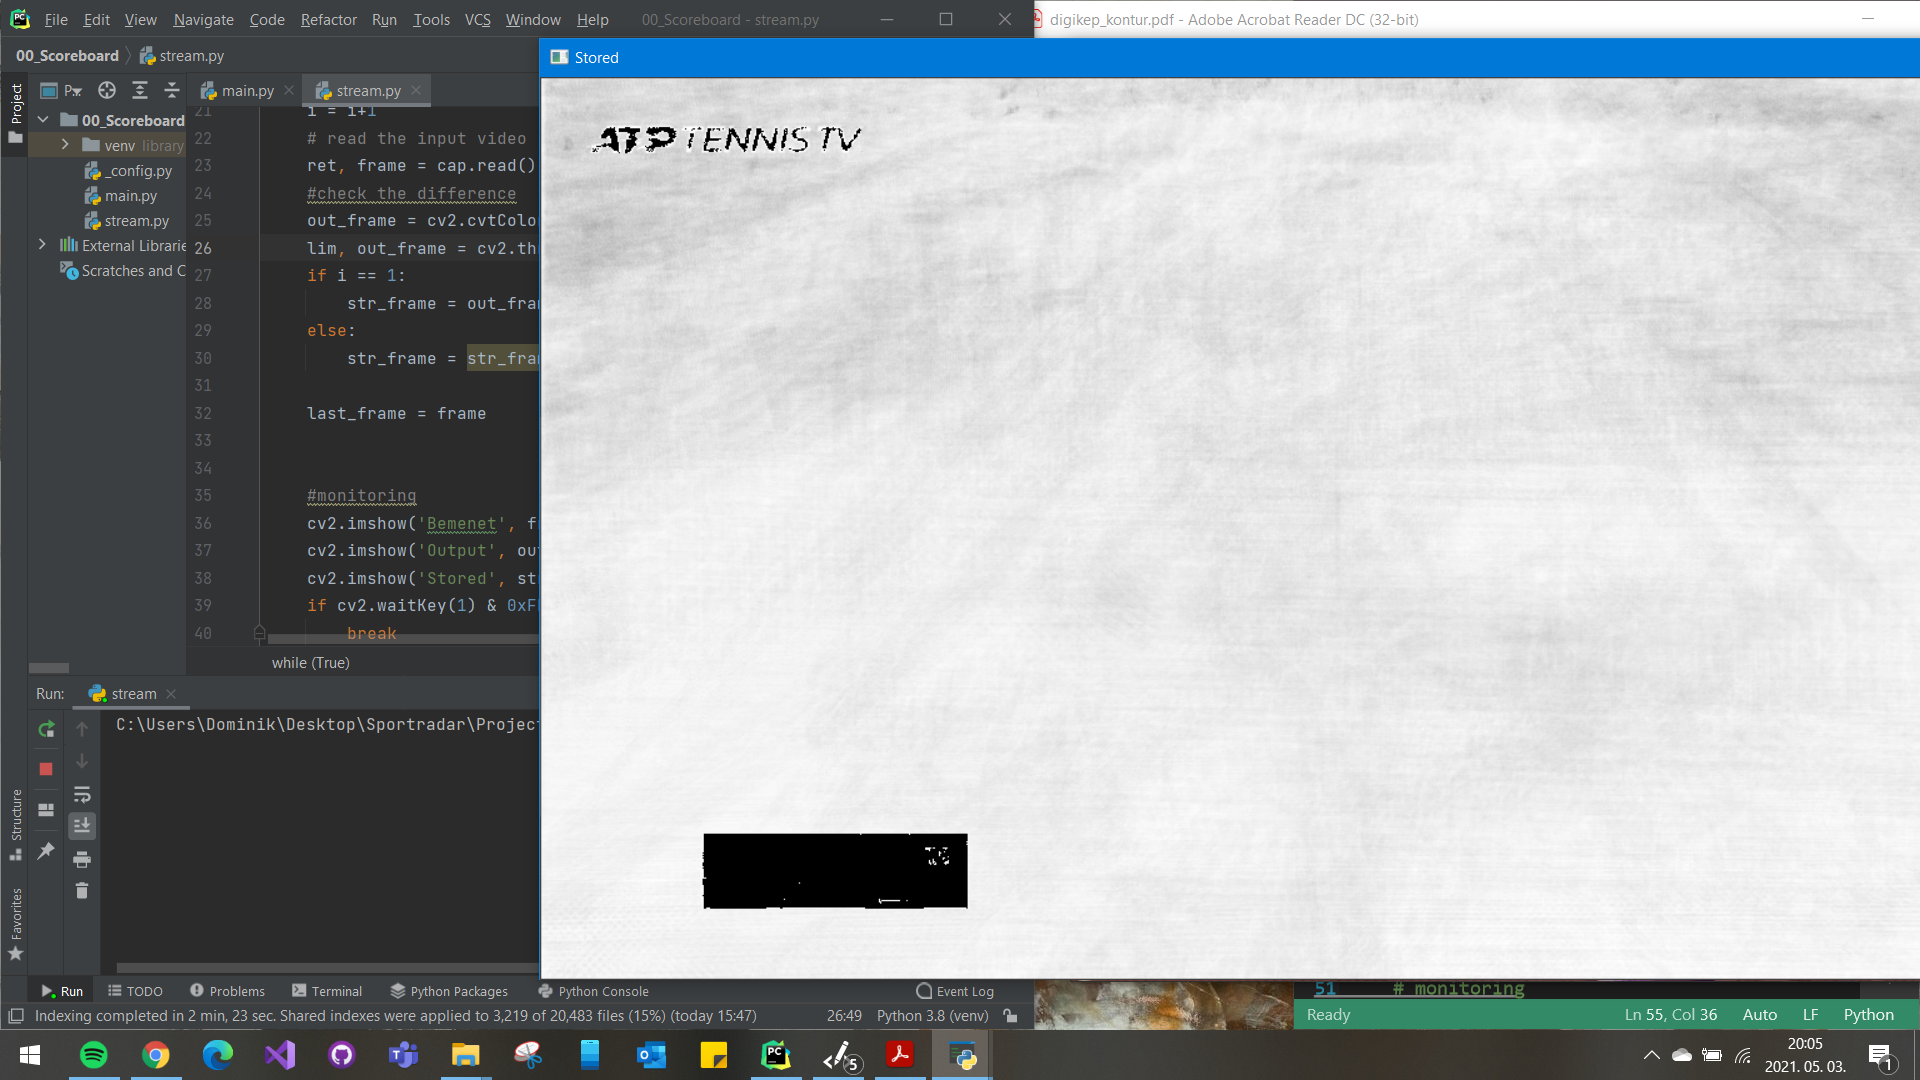 File Edit View Navigate Code Refactor Run Tools VCS Window Help 00_Scoreboard - stream.py
digikep_kontur.pdf - Adobe Acrobat Reader DC (32-bit)
00_Scoreboard stream.py
Stored
Project
P
main.py
stream.py
00_Scoreboard
venv library
_config.py
main.py
stream.py
External Librarie
Scratches and C
21 i = i+1
22 # read the input video
23 ret, frame = cap.read()
24 #check the difference
25 out_frame = cv2.cvtColo
26 lim, out_frame = cv2.th
27 if i == 1:
28 str_frame = out_fra
29 else:
30 str_frame = str_fra
31
32 last_frame = frame
33
34
35 #monitoring
36 cv2.imshow('Bemenet', f
37 cv2.imshow('Output', ou
38 cv2.imshow('Stored', st
39 if cv2.waitKey(1) & 0xF
40 break
while (True)
ATP TENNIS TV
Run: stream
C:\Users\Dominik\Desktop\Sportradar\Projec
Structure
Favorites
Run TODO Problems Terminal Python Packages Python Console Event Log
51 # monitoring
Indexing completed in 2 min, 23 sec. Shared indexes were applied to 3,219 of 20,483 files (15%) (today 15:47) 26:49 Python 3.8 (venv)
Ready Ln 55, Col 36 Auto LF Python
5
20:05
2021. 05. 03.
1